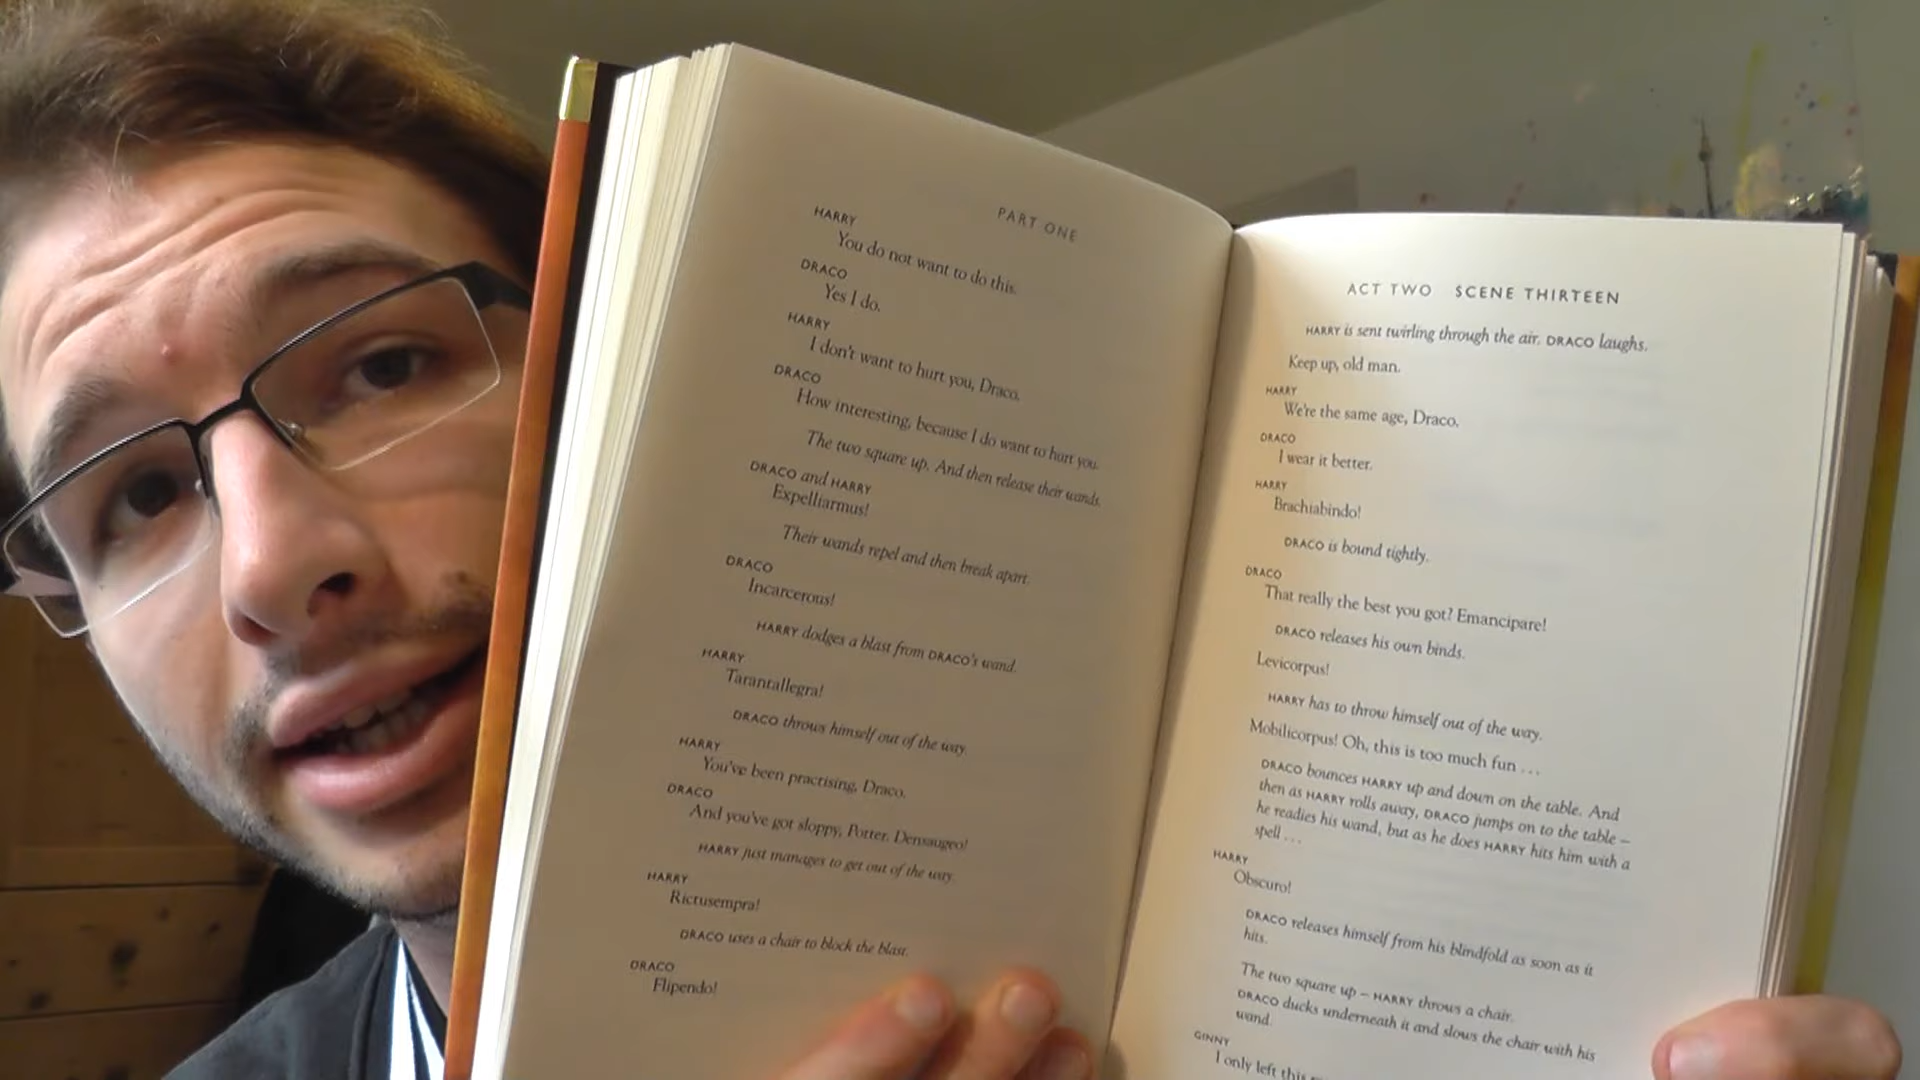 PART ONE
HARRY
You do not want to do this.
DRACO
Yes I do.
HARRY
I don't want to hurt you, Draco.
DRACO
How interesting, because I do want to hurt you.
The two square up. And then release their wands.
DRACO and HARRY
Expelliarmus!
Their wands repel and then break apart.
DRACO
Incarcerous!
HARRY dodges a blast from DRACO's wand.
HARRY
Tarantallegra!
DRACO throws himself out of the way.
HARRY
You've been practising, Draco.
DRACO
And you've got sloppy, Potter. Densaugeo!
HARRY just manages to get out of the way.
HARRY
Rictusempra!
DRACO uses a chair to block the blast.
DRACO
Flipendo!
ACT TWO SCENE THIRTEEN
HARRY is sent twirling through the air. DRACO laughs.
Keep up, old man.
HARRY
We're the same age, Draco.
DRACO
I wear it better.
HARRY
Brachiabindo!
DRACO is bound tightly.
DRACO
That really the best you got? Emancipare!
DRACO releases his own binds.
Levicorpus!
HARRY has to throw himself out of the way.
Mobilicorpus! Oh, this is too much fun . . .
DRACO bounces HARRY up and down on the table. And
then as HARRY rolls away, DRACO jumps on to the table –
he readies his wand, but as he does HARRY hits him with a
spell . . .
HARRY
Obscuro!
DRACO releases himself from his blindfold as soon as it
hits.
The two square up – HARRY throws a chair.
DRACO ducks underneath it and slows the chair with his
wand.
GINNY
I only left this